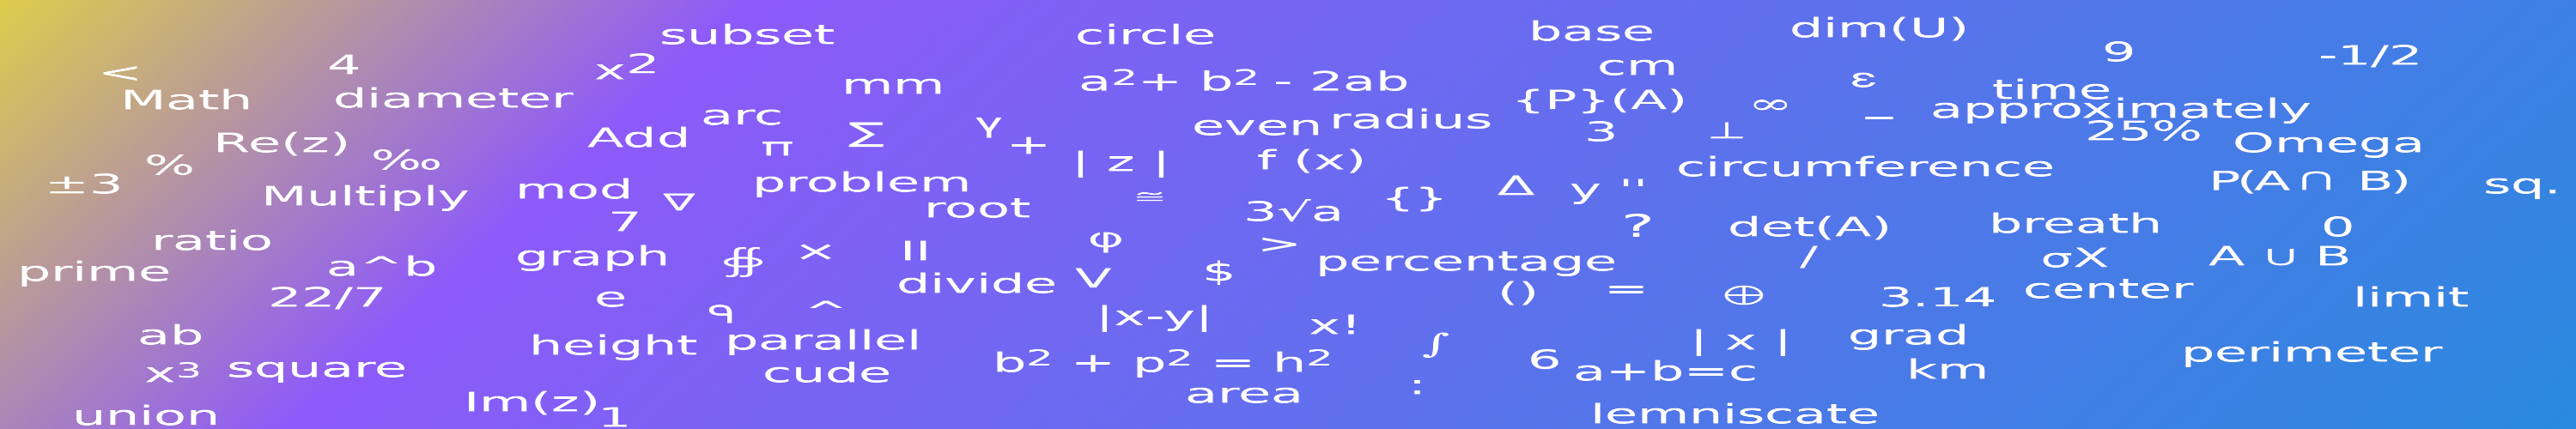 subset
circle
base
dim(U)
<
4
x²
9
-1/2
Math
diameter
mm
a²+ b² - 2ab
cm
ε
time
arc
{P}(A)
∞
approximately
Re(z)
Add
π
Σ
Y
+
even
radius
3
⊥
−
25%
Omega
%
‰
| z |
f (x)
circumference
±3
Multiply
mod
∇
problem
≅
{}
Δ
y
"
P(A ∩ B)
sq.
7
root
3√a
?
det(A)
breath
0
ratio
graph
∯
×
=
φ
>
percentage
/
σX
A ∪ B
prime
a^b
divide
V
$
22/7
e
^
()
=
⊕
3.14
center
limit
ab
height
parallel
|x-y|
x!
∫
| x |
grad
x³
square
cude
b² + p² = h²
6
a+b=c
km
perimeter
union
Im(z)
1
area
:
lemniscate